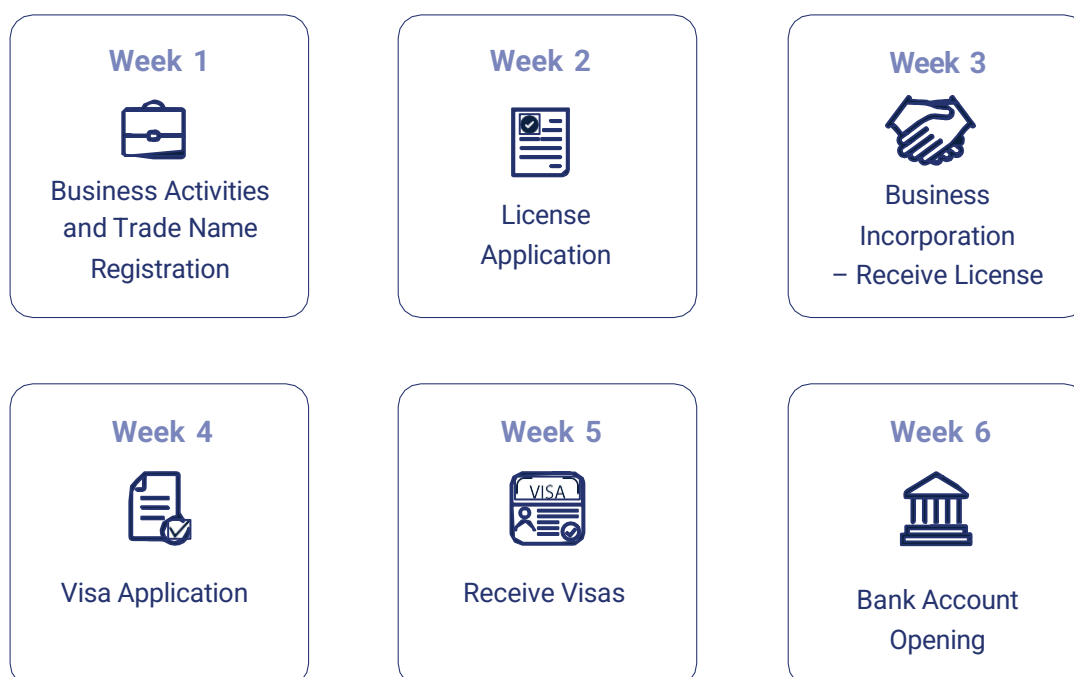 Week 1
Business Activities
and Trade Name
Registration
Week 2
License
Application
Week 3
Business
Incorporation
– Receive License
Week 4
Visa Application
Week 5
VISA
Receive Visas
Week 6
Bank Account
Opening